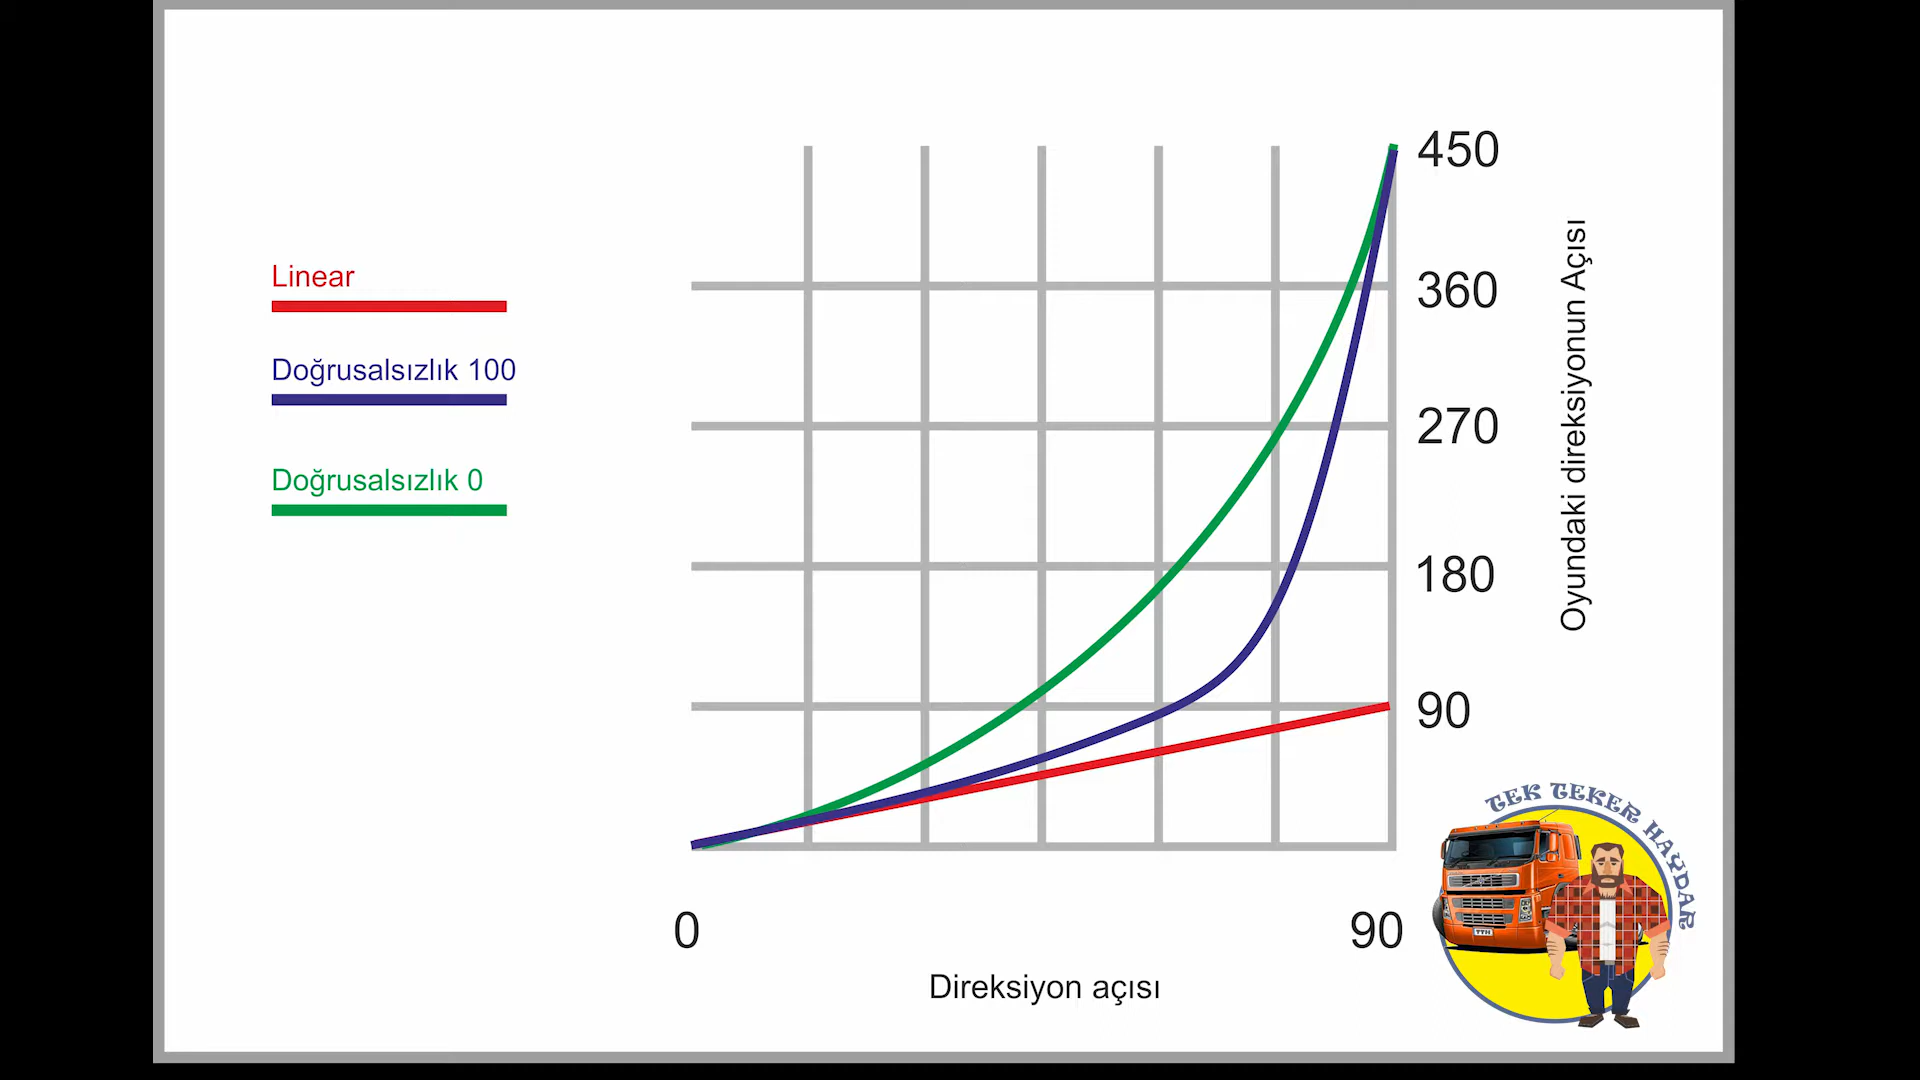 Linear
Doğrusalsızlık 100
Doğrusalsızlık 0
450
360
270
180
90
Oyundaki direksiyonun Açısı
0
90
Direksiyon açısı
TEK TEKER HAYDAR
TTH